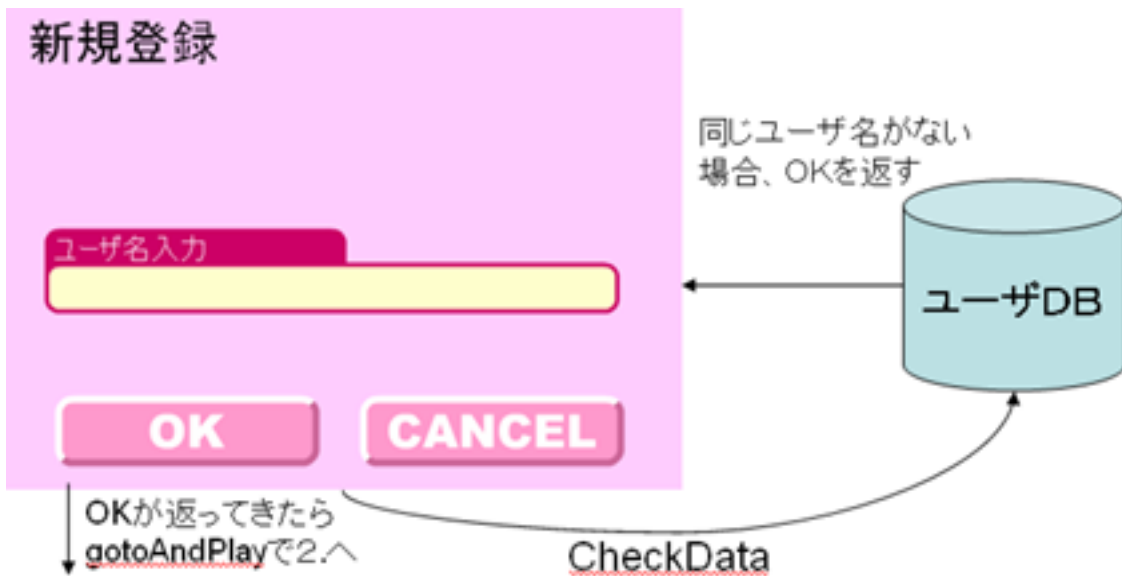 新規登録
同じユーザ名がない
場合、OKを返す
ユーザ名入力
ユーザDB
OK
CANCEL
OKが返ってきたら
gotoAndPlayで2.へ
CheckData